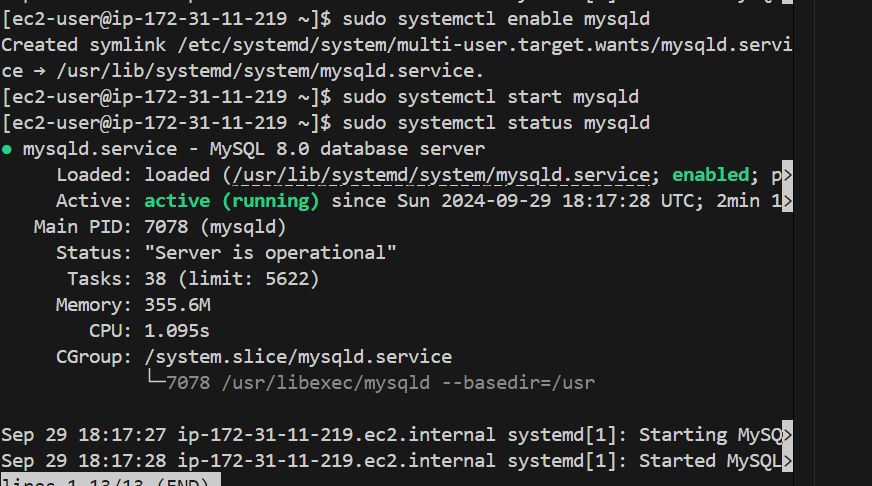 [ec2-user@ip-172-31-11-219 ~]$ sudo systemctl enable mysqld
Created symlink /etc/systemd/system/multi-user.target.wants/mysqld.servi
ce → /usr/lib/systemd/system/mysqld.service.
[ec2-user@ip-172-31-11-219 ~]$ sudo systemctl start mysqld
[ec2-user@ip-172-31-11-219 ~]$ sudo systemctl status mysqld
● mysqld.service - MySQL 8.0 database server
     Loaded: loaded (/usr/lib/systemd/system/mysqld.service; enabled; p>
     Active: active (running) since Sun 2024-09-29 18:17:28 UTC; 2min 1>
   Main PID: 7078 (mysqld)
     Status: "Server is operational"
      Tasks: 38 (limit: 5622)
     Memory: 355.6M
        CPU: 1.095s
     CGroup: /system.slice/mysqld.service
             └─7078 /usr/libexec/mysqld --basedir=/usr
Sep 29 18:17:27 ip-172-31-11-219.ec2.internal systemd[1]: Starting MySQ>
Sep 29 18:17:28 ip-172-31-11-219.ec2.internal systemd[1]: Started MySQL>
lines 1-13/13 (END)